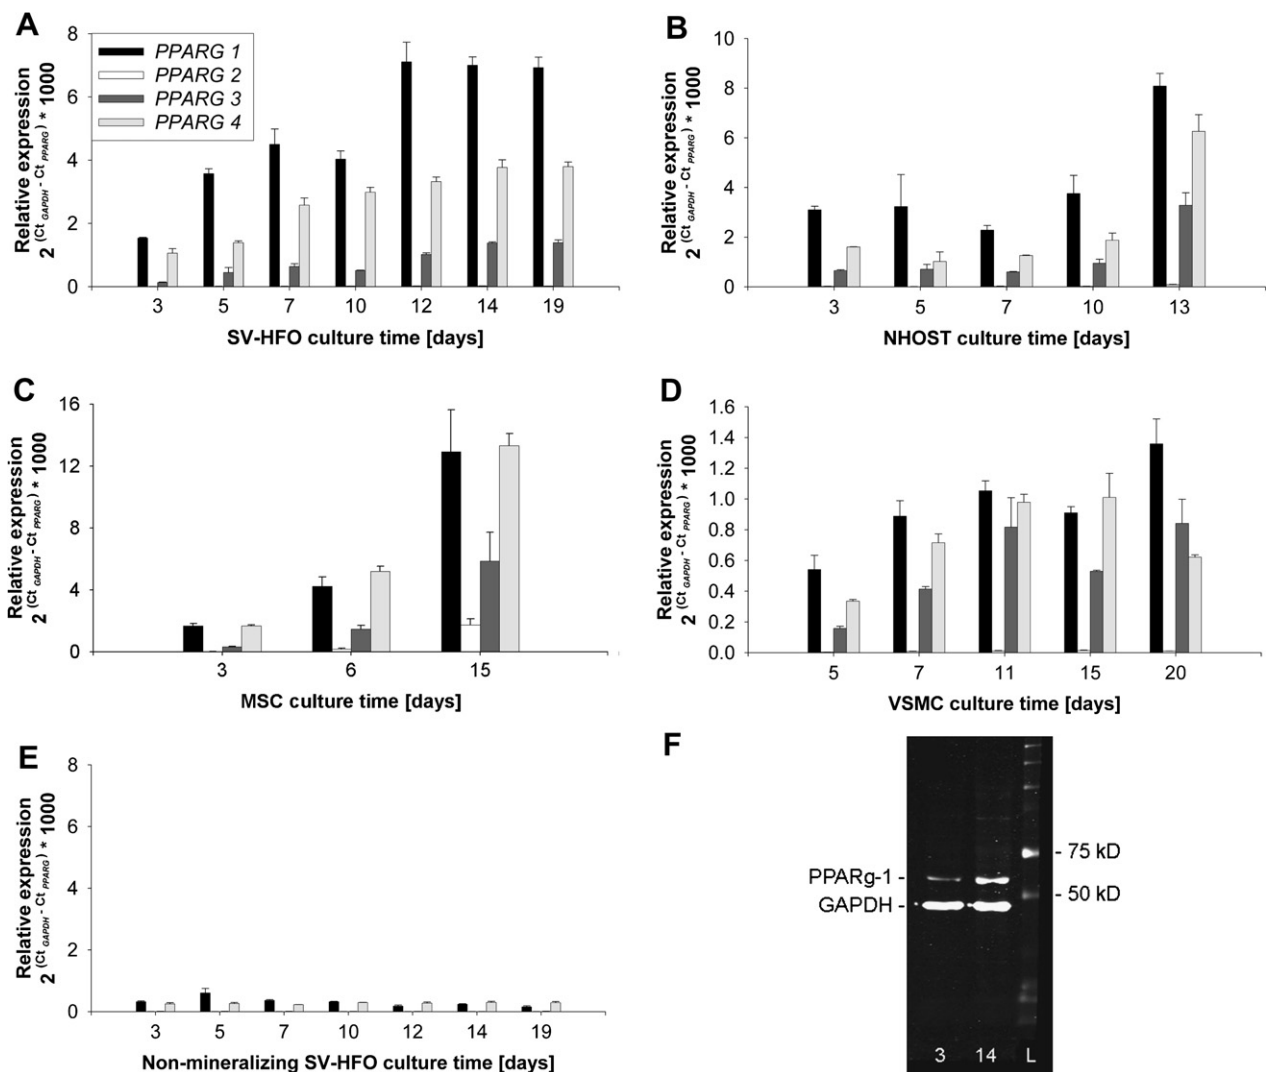 A
Relative expression
2 (Ct GAPDH - Ct PPARG) * 1000
8
6
4
2
0
PPARG 1
PPARG 2
PPARG 3
PPARG 4
3 5 7 10 12 14 19
SV-HFO culture time [days]
B
Relative expression
2 (Ct GAPDH - Ct PPARG) * 1000
10
8
6
4
2
0
3 5 7 10 13
NHOST culture time [days]
C
Relative expression
2 (Ct GAPDH - Ct PPARG) * 1000
16
12
8
4
0
3 6 15
MSC culture time [days]
D
Relative expression
2 (Ct GAPDH - Ct PPARG) * 1000
1.6
1.4
1.2
1.0
0.8
0.6
0.4
0.2
0.0
5 7 11 15 20
VSMC culture time [days]
E
Relative expression
2 (Ct GAPDH - Ct PPARG) * 1000
8
6
4
2
0
3 5 7 10 12 14 19
Non-mineralizing SV-HFO culture time [days]
F
- 75 kD
PPARg-1 -
- 50 kD
GAPDH -
3 14 L